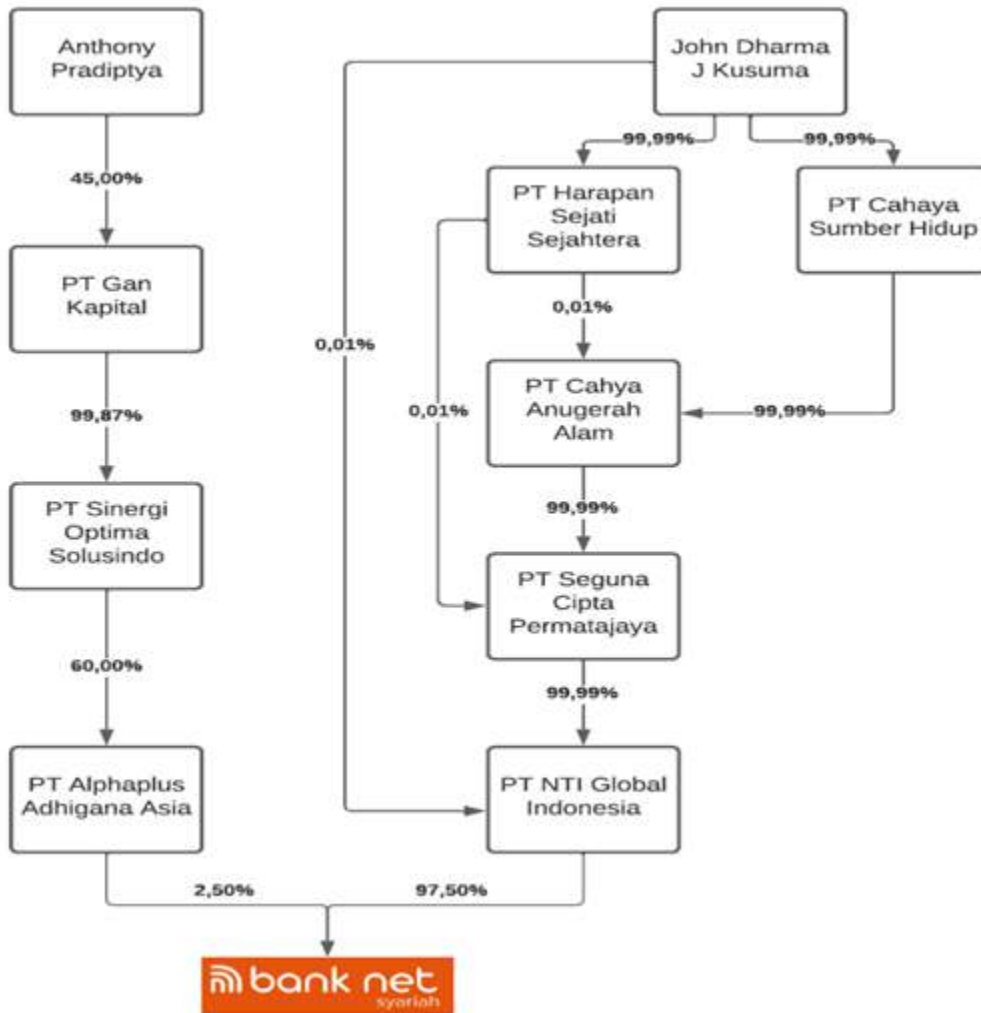 Anthony
Pradiptya
John Dharma
J Kusuma
99,99%
99,99%
45,00%
PT Harapan
Sejati
Sejahtera
PT Cahaya
Sumber Hidup
PT Gan
Kapital
0,01%
0,01%
PT Cahya
Anugerah
Alam
0,01%
99,99%
99,87%
PT Sinergi
Optima
Solusindo
99,99%
PT Seguna
Cipta
Permatajaya
60,00%
99,99%
PT Alphaplus
Adhigana Asia
PT NTI Global
Indonesia
2,50%
97,50%
bank net
syariah